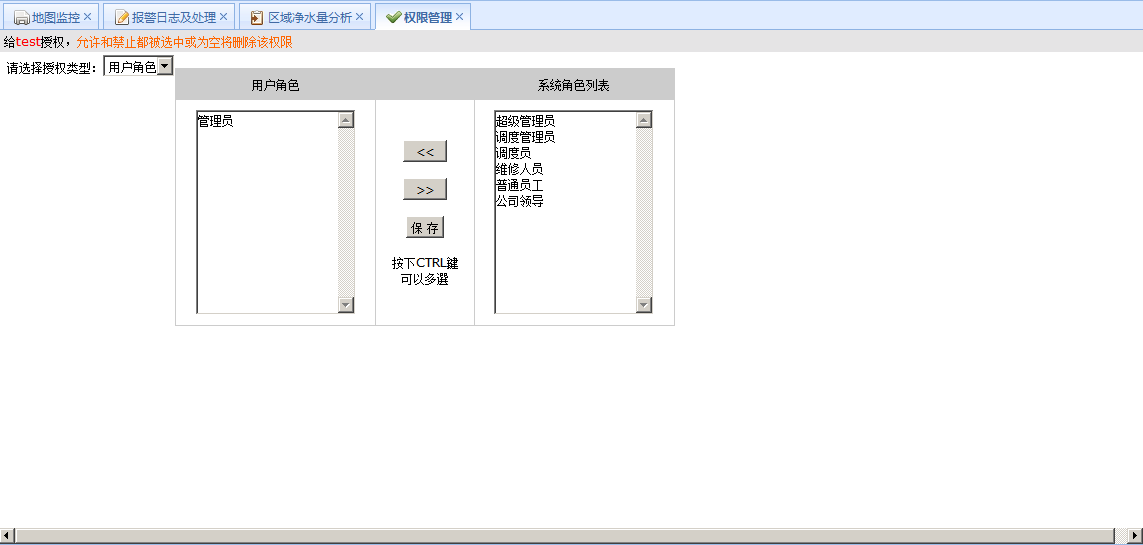 地图监控 报警日志及处理 区域净水量分析 权限管理
给test授权，允许和禁止都被选中或为空将删除该权限
请选择授权类型： 用户角色
用户角色 系统角色列表
管理员
<<
>>
保 存
按下CTRL鍵
可以多選
超级管理员
调度管理员
调度员
维修人员
普通员工
公司领导